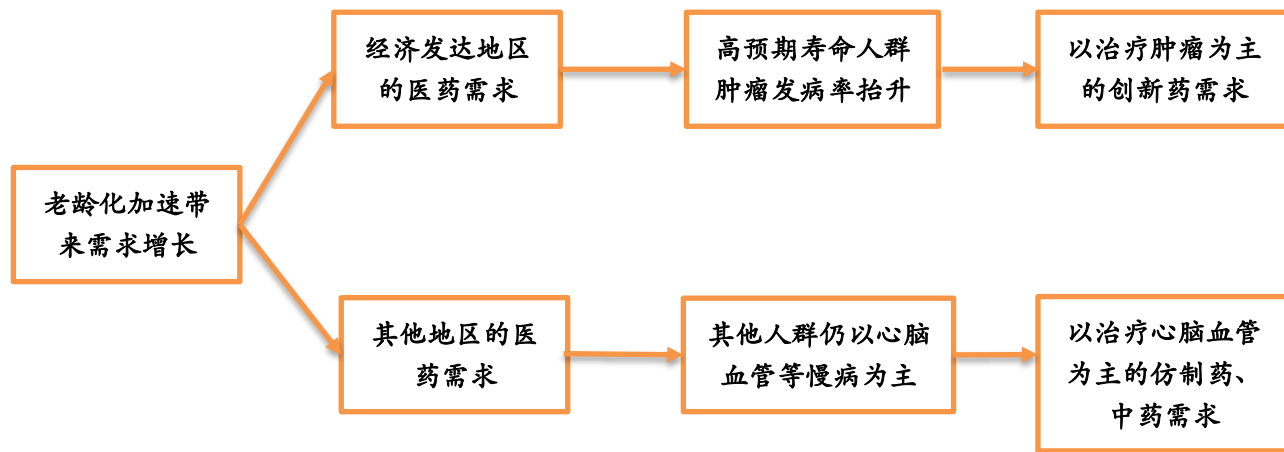 老龄化加速带
来需求增长
经济发达地区
的医药需求
高预期寿命人群
肿瘤发病率抬升
以治疗肿瘤为主
的创新药需求
其他地区的医
药需求
其他人群仍以心脑
血管等慢病为主
以治疗心脑血管
为主的仿制药、
中药需求